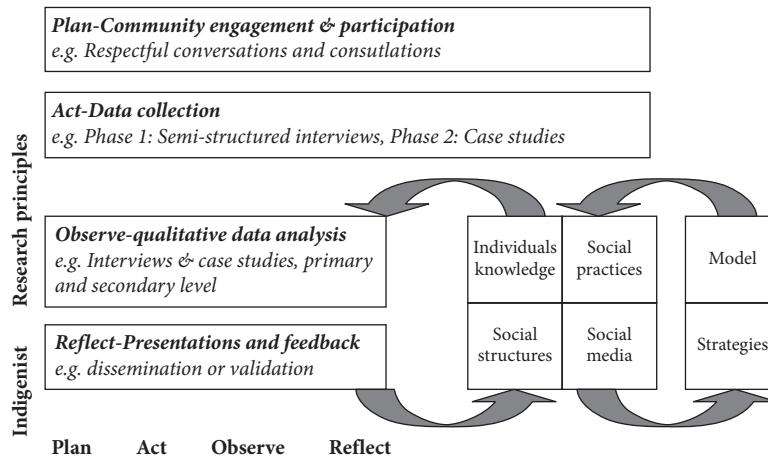 Plan-Community engagement & participation
e.g. Respectful conversations and consutlations
Act-Data collection
e.g. Phase 1: Semi-structured interviews, Phase 2: Case studies
Research principles
Observe-qualitative data analysis
e.g. Interviews & case studies, primary
and secondary level
Individuals
knowledge
Social
practices
Model
Indigenist
Reflect-Presentations and feedback
e.g. dissemination or validation
Social
structures
Social
media
Strategies
Plan Act Observe Reflect